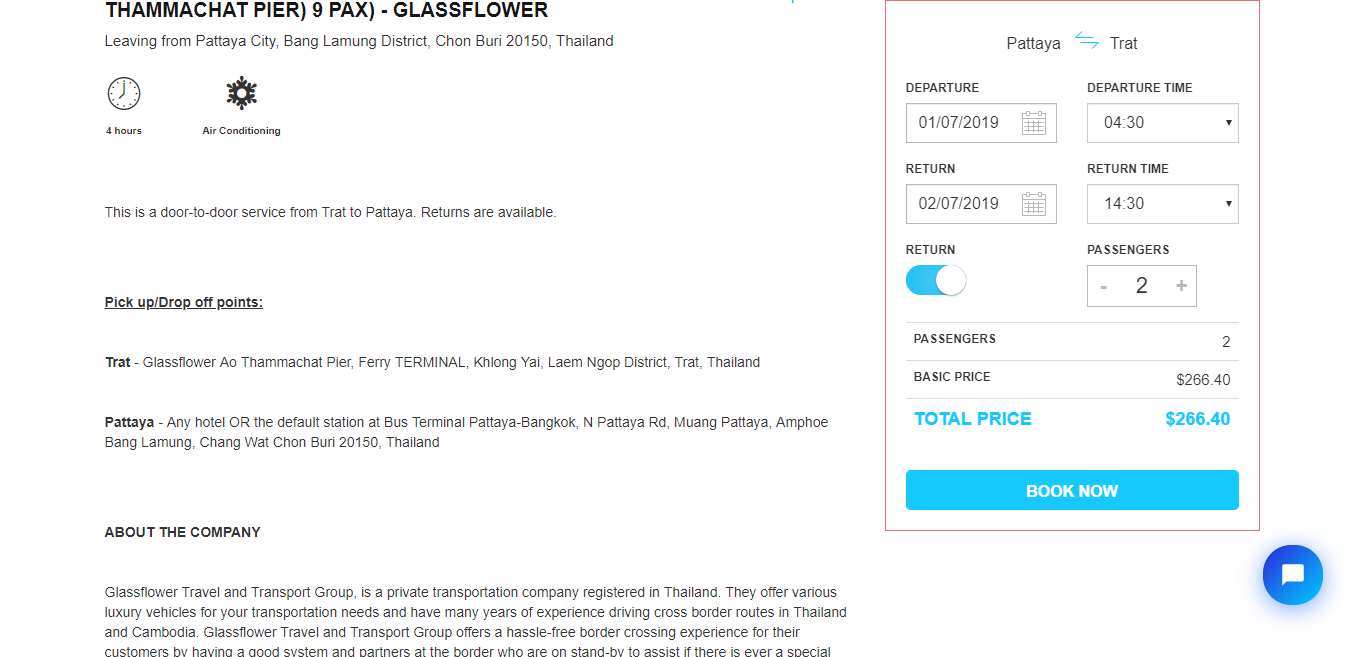 THAMMACHAT PIER) 9 PAX) - GLASSFLOWER
Leaving from Pattaya City, Bang Lamung District, Chon Buri 20150, Thailand
4 hours
Air Conditioning
This is a door-to-door service from Trat to Pattaya. Returns are available.
Pick up/Drop off points:
Trat - Glassflower Ao Thammachat Pier, Ferry TERMINAL, Khlong Yai, Laem Ngop District, Trat, Thailand
Pattaya - Any hotel OR the default station at Bus Terminal Pattaya-Bangkok, N Pattaya Rd, Muang Pattaya, Amphoe
Bang Lamung, Chang Wat Chon Buri 20150, Thailand
ABOUT THE COMPANY
Glassflower Travel and Transport Group, is a private transportation company registered in Thailand. They offer various
luxury vehicles for your transportation needs and have many years of experience driving cross border routes in Thailand
and Cambodia. Glassflower Travel and Transport Group offers a hassle-free border crossing experience for their
customers by having a good system and partners at the border who are on stand-by to assist if there is ever a special
Pattaya Trat
DEPARTURE DEPARTURE TIME
01/07/2019 04:30
RETURN RETURN TIME
02/07/2019 14:30
RETURN PASSENGERS
- 2 +
PASSENGERS 2
BASIC PRICE $266.40
TOTAL PRICE $266.40
BOOK NOW